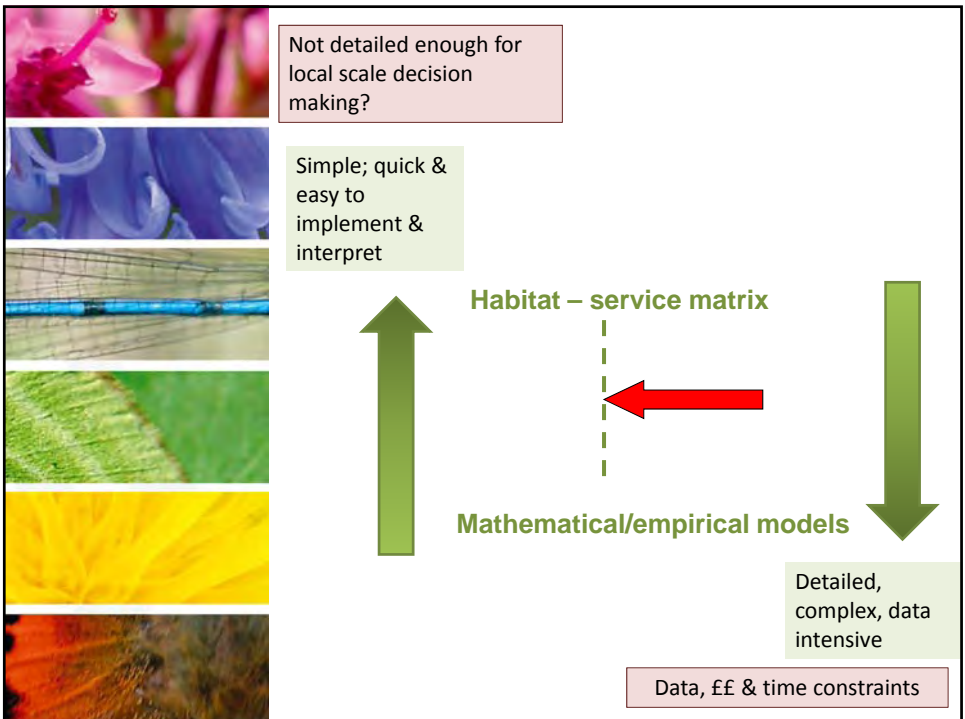 Not detailed enough for
local scale decision
making?
Simple; quick &
easy to
implement &
interpret
Habitat – service matrix
Mathematical/empirical models
Detailed,
complex, data
intensive
Data, ££ & time constraints